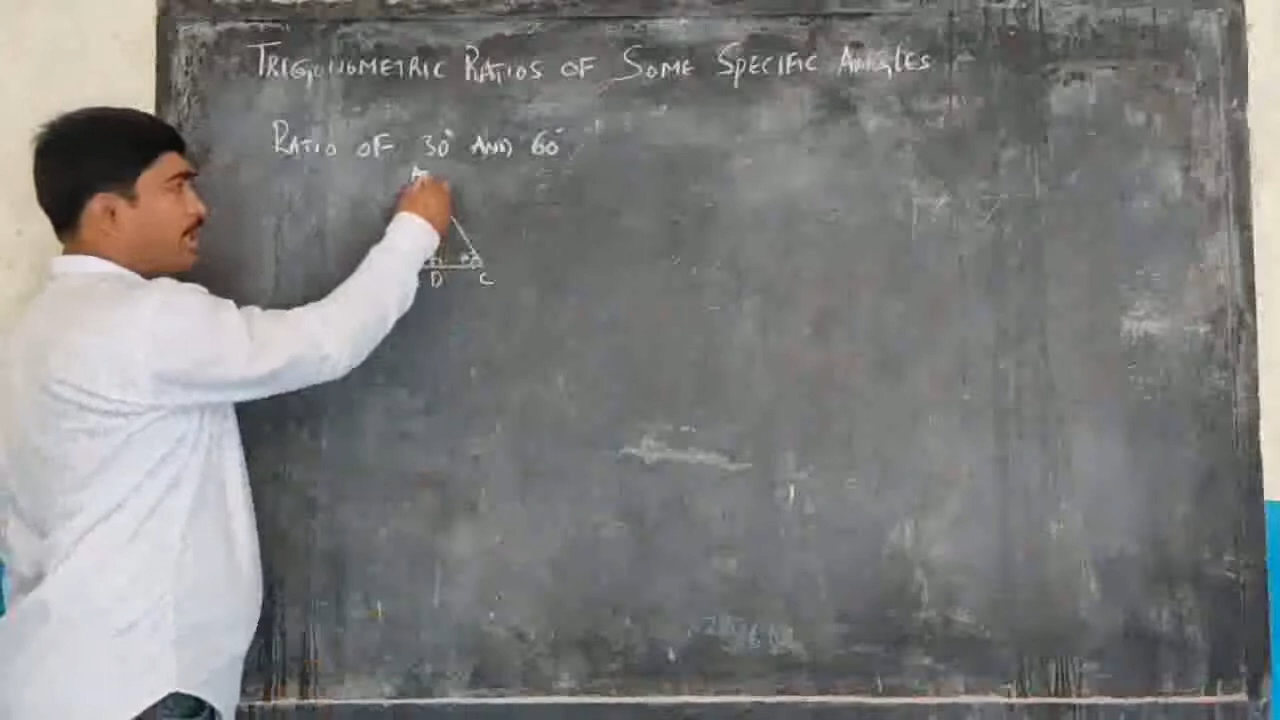 TRIGONOMETRIC RATIOS OF SOME SPECIFIC ANGLES
RATIO OF 30° AND 60°
A
D C